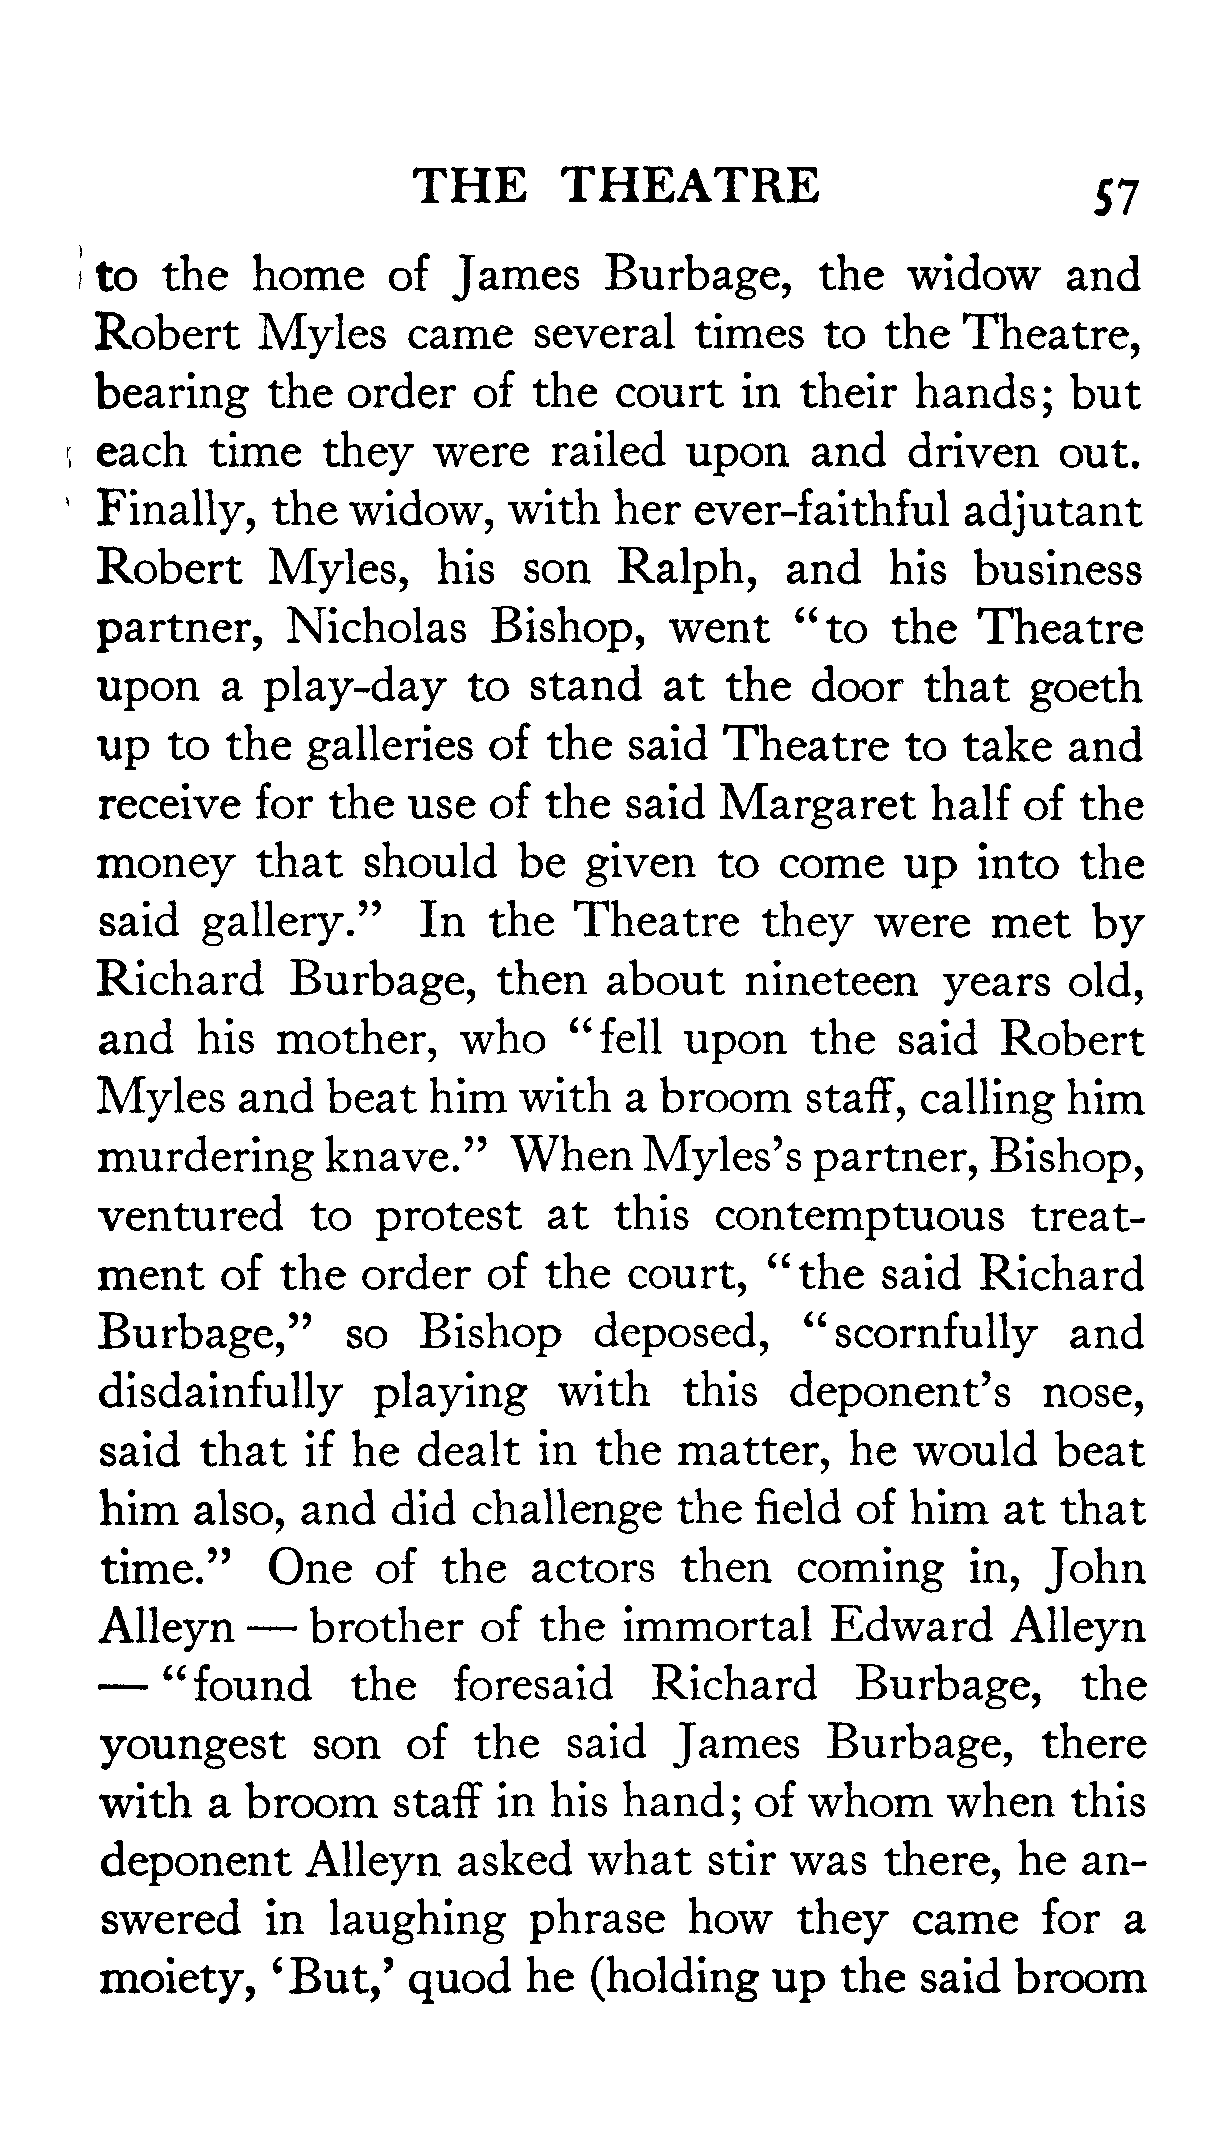 THE THEATRE 57
to the home of James Burbage, the widow and
Robert Myles came several times to the Theatre,
bearing the order of the court in their hands; but
each time they were railed upon and driven out.
Finally, the widow, with her ever-faithful adjutant
Robert Myles, his son Ralph, and his business
partner, Nicholas Bishop, went “to the Theatre
upon a play-day to stand at the door that goeth
up to the galleries of the said Theatre to take and
receive for the use of the said Margaret half of the
money that should be given to come up into the
said gallery.” In the Theatre they were met by
Richard Burbage, then about nineteen years old,
and his mother, who “fell upon the said Robert
Myles and beat him with a broom staff, calling him
murdering knave.” When Myles’s partner, Bishop,
ventured to protest at this contemptuous treat-
ment of the order of the court, “the said Richard
Burbage,” so Bishop deposed, “scornfully and
disdainfully playing with this deponent’s nose,
said that if he dealt in the matter, he would beat
him also, and did challenge the field of him at that
time.” One of the actors then coming in, John
Alleyn — brother of the immortal Edward Alleyn
— “found the foresaid Richard Burbage, the
youngest son of the said James Burbage, there
with a broom staff in his hand; of whom when this
deponent Alleyn asked what stir was there, he an-
swered in laughing phrase how they came for a
moiety, ‘But,’ quod he (holding up the said broom